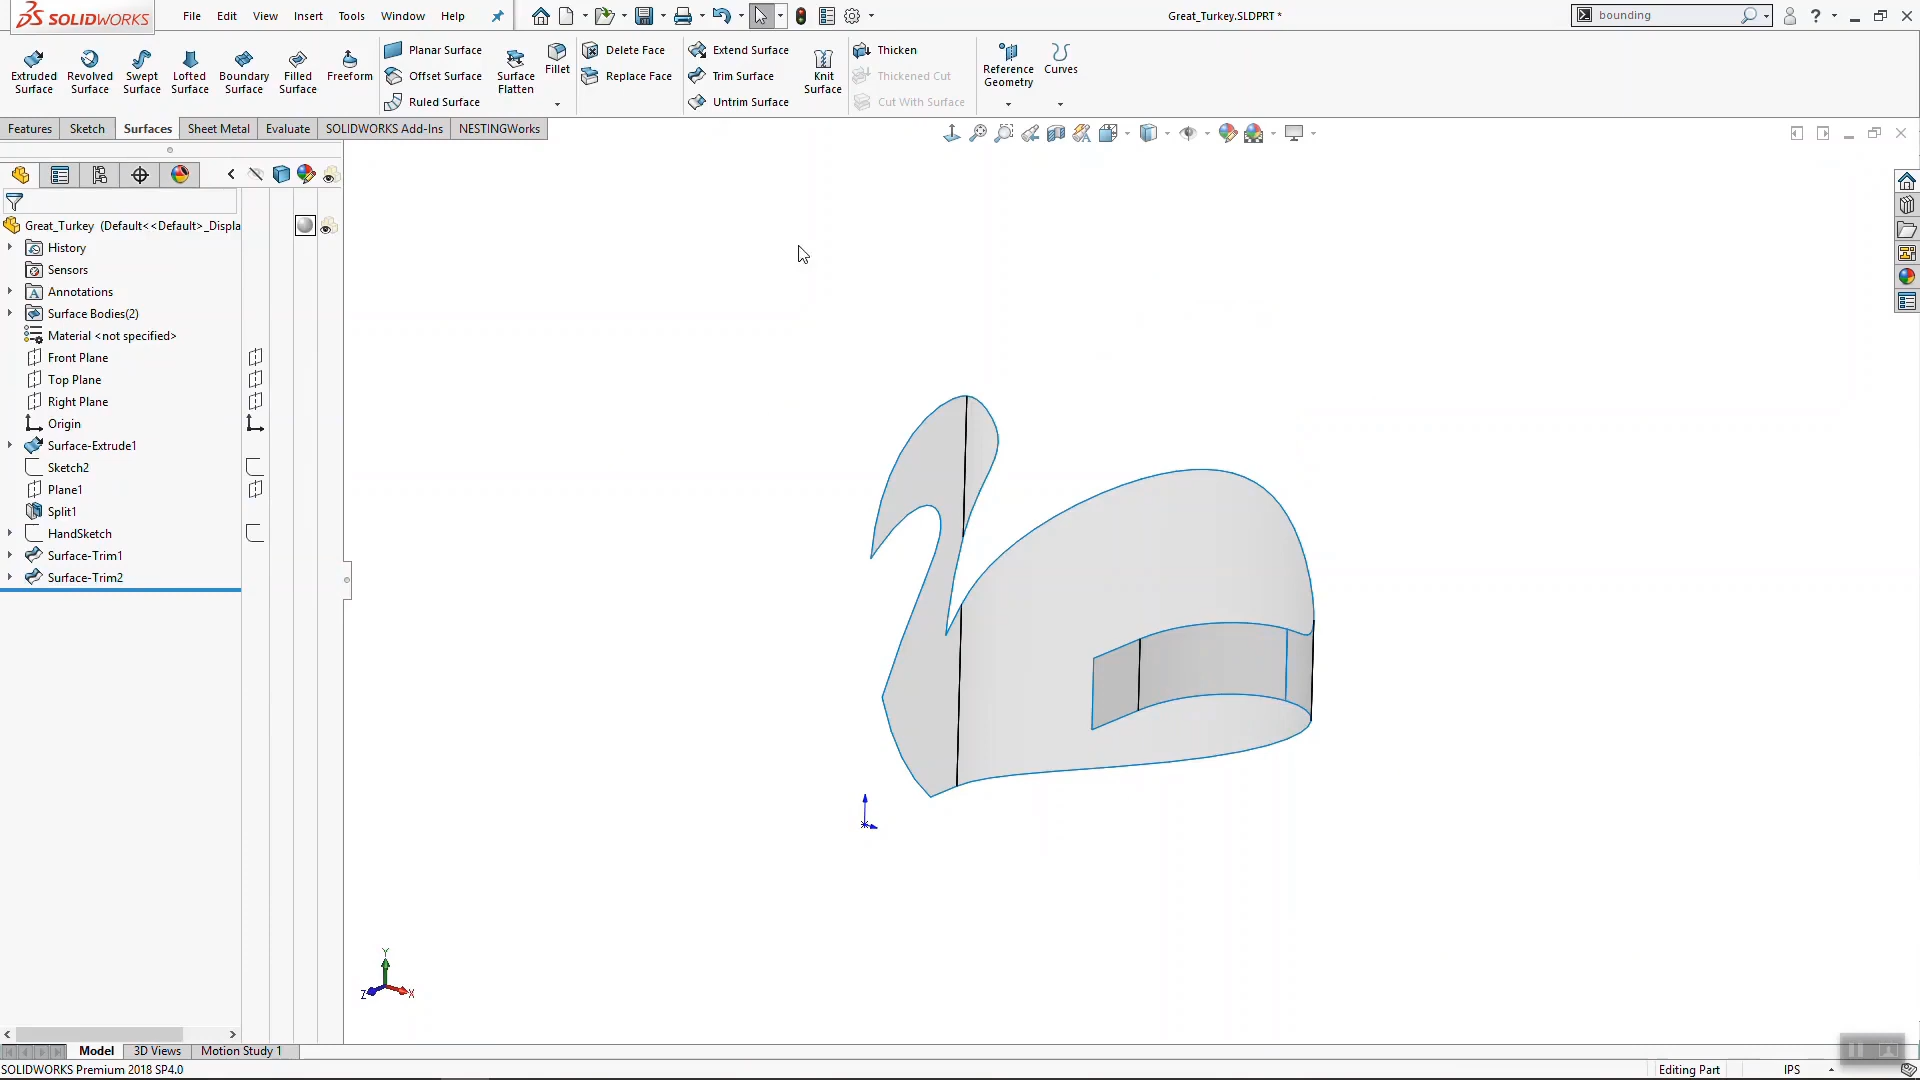 SOLIDWORKS
File Edit View Insert Tools Window Help
Great_Turkey.SLDPRT *
bounding
Extruded Surface
Revolved Surface
Swept Surface
Lofted Surface
Boundary Surface
Filled Surface
Freeform
Planar Surface
Offset Surface
Ruled Surface
Surface Flatten
Fillet
Delete Face
Replace Face
Extend Surface
Trim Surface
Untrim Surface
Knit Surface
Thicken
Thickened Cut
Cut With Surface
Reference Geometry
Curves
Features Sketch Surfaces Sheet Metal Evaluate SOLIDWORKS Add-Ins NESTINGWorks
Great_Turkey (Default<<Default>_Displa
History
Sensors
Annotations
Surface Bodies(2)
Material <not specified>
Front Plane
Top Plane
Right Plane
Origin
Surface-Extrude1
Sketch2
Plane1
Split1
HandSketch
Surface-Trim1
Surface-Trim2
Y
Z
X
Model 3D Views Motion Study 1
SOLIDWORKS Premium 2018 SP4.0
Editing Part
IPS